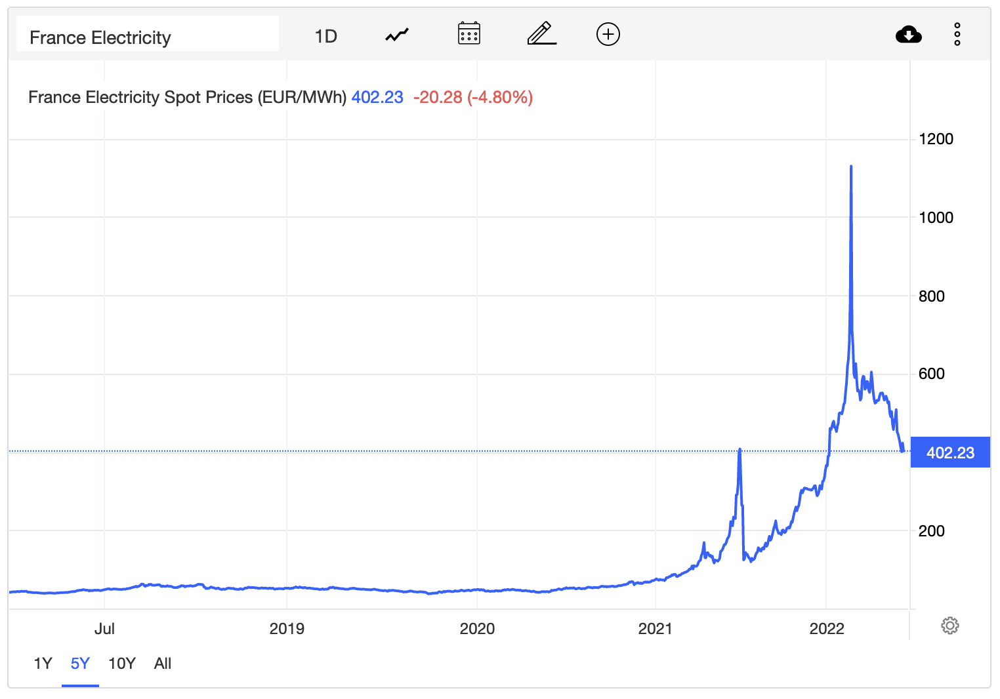 France Electricity 1D
France Electricity Spot Prices (EUR/MWh) 402.23 -20.28 (-4.80%)
1200
1000
800
600
402.23
200
Jul 2019 2020 2021 2022
1Y 5Y 10Y All